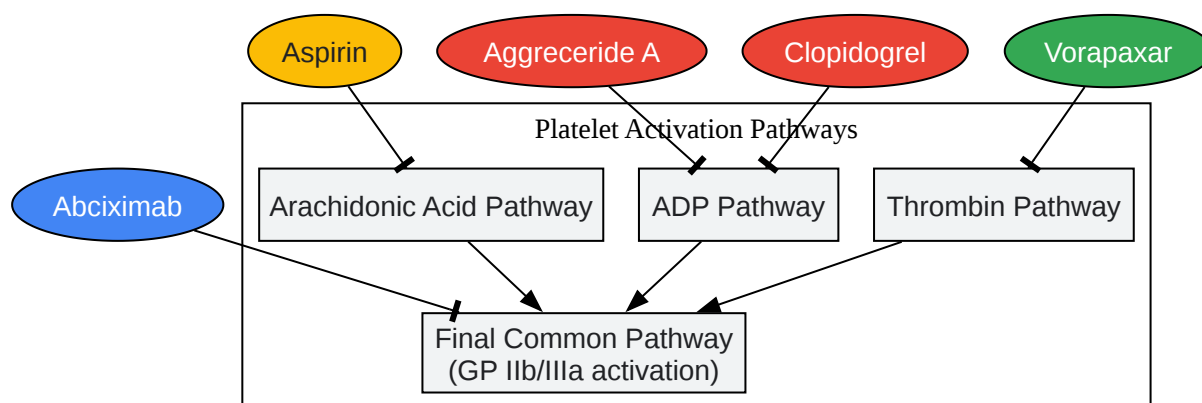 Aspirin
Aggreceride A
Clopidogrel
Vorapaxar
Platelet Activation Pathways
Abciximab
Arachidonic Acid Pathway
ADP Pathway
Thrombin Pathway
Final Common Pathway
(GP IIb/IIIa activation)